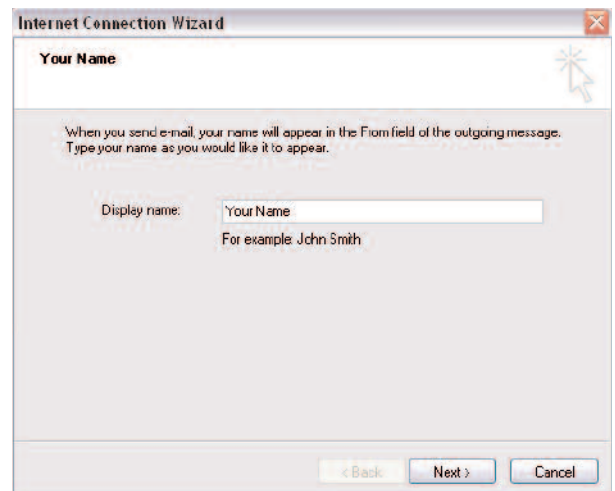 Internet Connection Wizard
Your Name
When you send e-mail, your name will appear in the From field of the outgoing message.
Type your name as you would like it to appear.
Display name: Your Name
For example: John Smith
< Back Next > Cancel